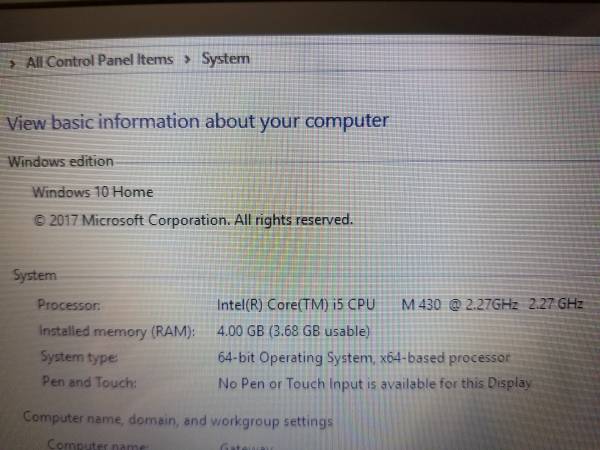 > All Control Panel Items > System
View basic information about your computer
Windows edition
Windows 10 Home
© 2017 Microsoft Corporation. All rights reserved.
System
Processor: Intel(R) Core(TM) i5 CPU M 430 @ 2.27GHz 2.27 GHz
Installed memory (RAM): 4.00 GB (3.68 GB usable)
System type: 64-bit Operating System, x64-based processor
Pen and Touch: No Pen or Touch Input is available for this Display
Computer name, domain, and workgroup settings
Computer name: Gateway